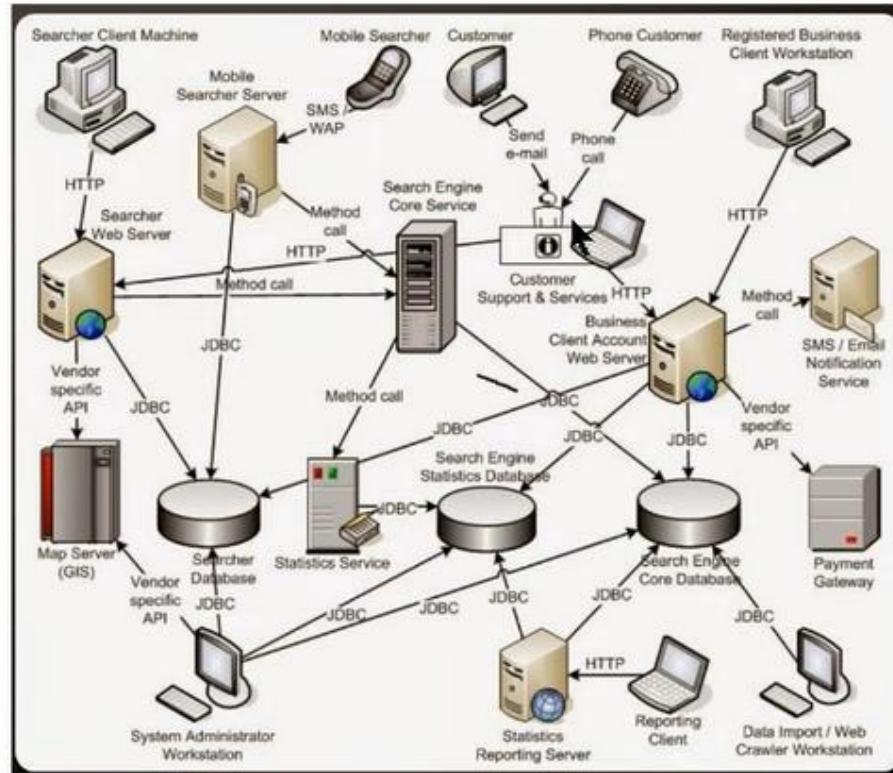 Searcher Client Machine
Mobile Searcher
Customer
Phone Customer
Registered Business
Client Workstation
Mobile
Searcher Server
SMS /
WAP
Send
e-mail
Phone
call
HTTP
Searcher
Web Server
Method
call
Search Engine
Core Service
HTTP
HTTP
Method call
Customer
Support & Services
HTTP
Method
call
Business
Client Account
Web Server
SMS / Email
Notification
Service
JDBC
Vendor
specific
API
JDBC
Method call
JDBC
JDBC
JDBC
JDBC
Vendor
specific
API
Search Engine
Statistics Database
JDBC
Map Server
(GIS)
Searcher
Database
Statistics Service
Search Engine
Core Database
Payment
Gateway
Vendor
specific
API
JDBC
JDBC
JDBC
JDBC
JDBC
JDBC
HTTP
System Administrator
Workstation
Statistics
Reporting Server
Reporting
Client
Data Import / Web
Crawler Workstation